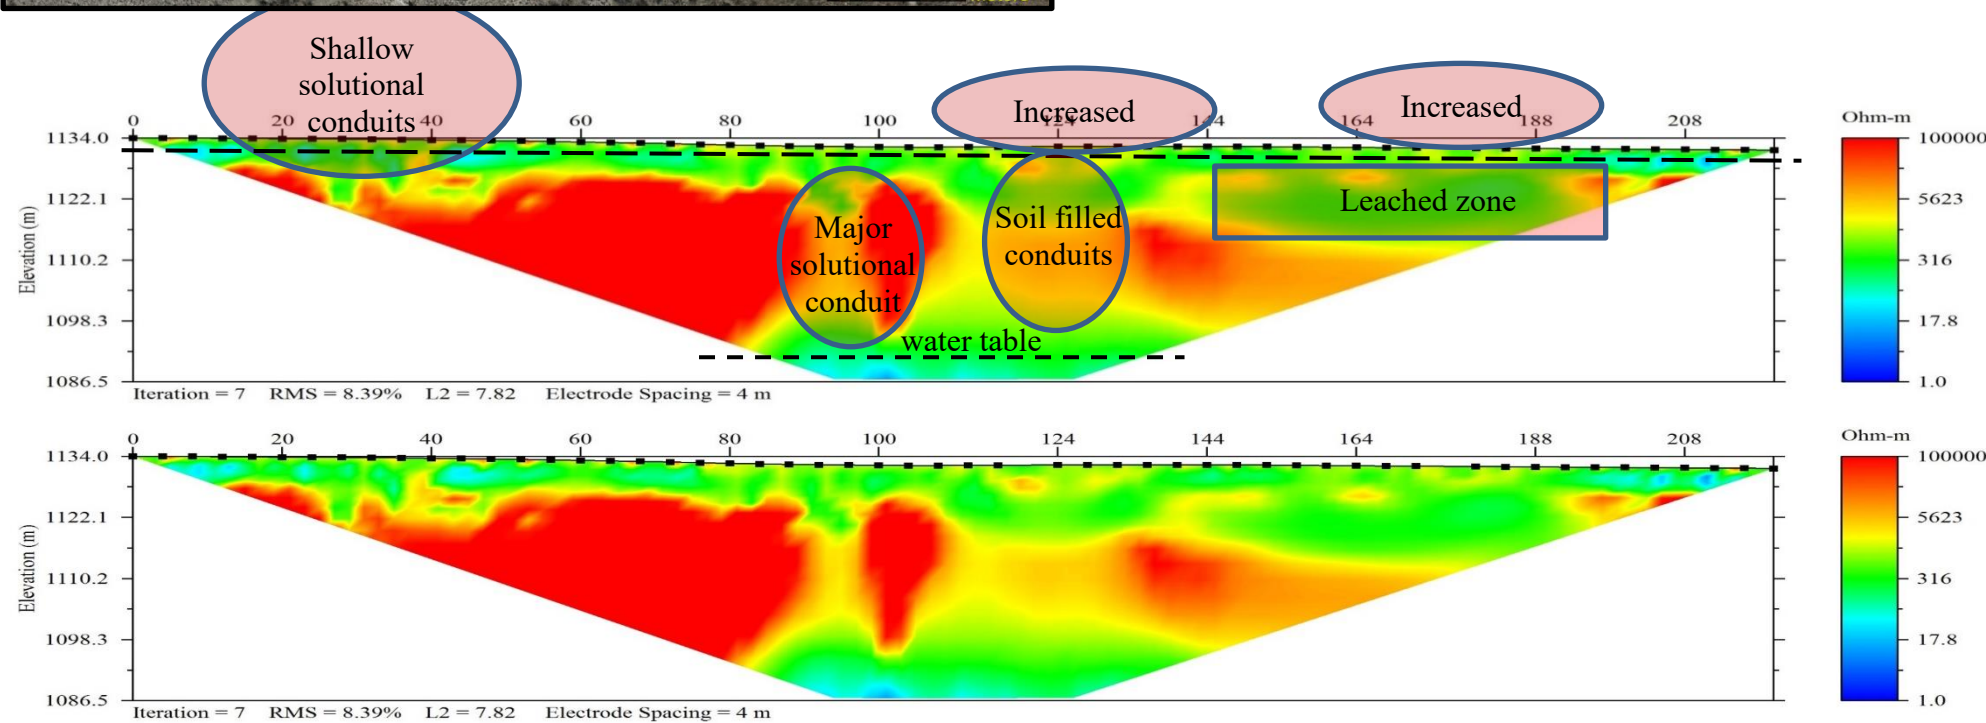 Shallow
solutional
conduits
Increased
Increased
0 20 40 60 80 100 124 144 164 188 208
Ohm-m
1134.0
1122.1
1110.2
1098.3
1086.5
Elevation (m)
Major
solutional
conduit
Soil filled
conduits
Leached zone
water table
100000
5623
316
17.8
1.0
Iteration = 7 RMS = 8.39% L2 = 7.82 Electrode Spacing = 4 m
0 20 40 60 80 100 124 144 164 188 208
Ohm-m
1134.0
1122.1
1110.2
1098.3
1086.5
Elevation (m)
100000
5623
316
17.8
1.0
Iteration = 7 RMS = 8.39% L2 = 7.82 Electrode Spacing = 4 m